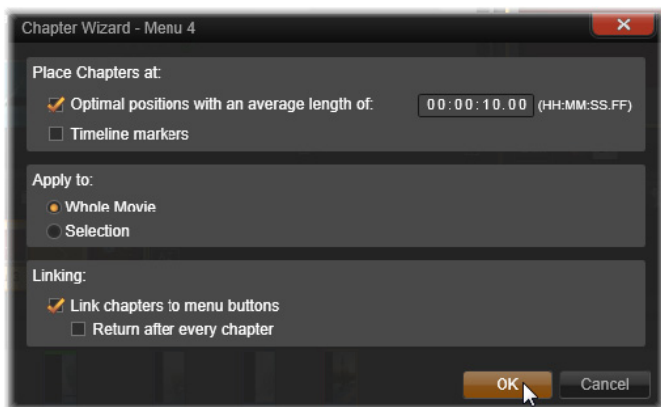 Chapter Wizard - Menu 4
Place Chapters at:
Optimal positions with an average length of: 00:00:10.00 (HH:MM:SS.FF)
Timeline markers
Apply to:
Whole Movie
Selection
Linking:
Link chapters to menu buttons
Return after every chapter
OK Cancel